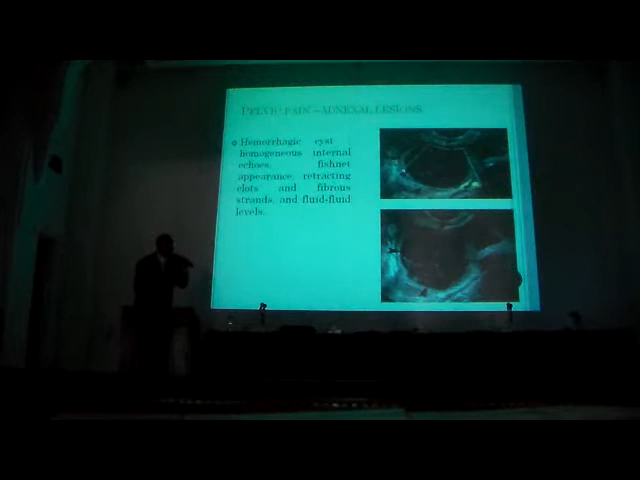 PELVIC PAIN –ADNEXAL LESIONS
Hemorrhagic cyst
homogeneous internal
echoes, fishnet
appearance, retracting
clots and fibrous
strands, and fluid-fluid
levels.